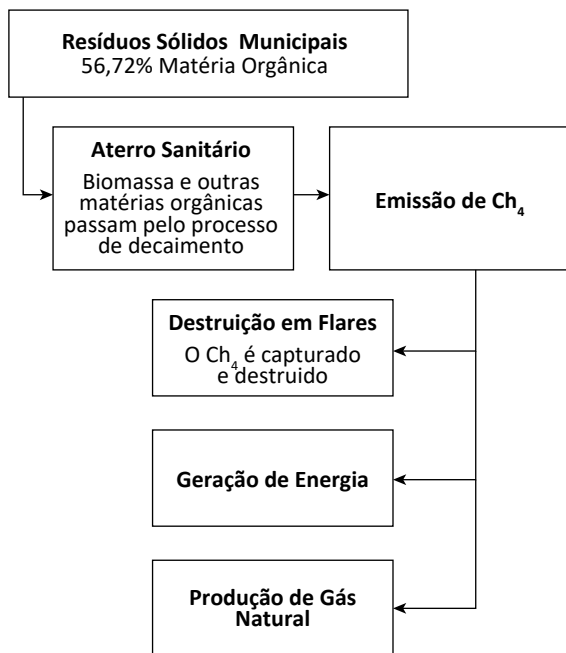 Resíduos Sólidos Municipais
56,72% Matéria Orgânica
Aterro Sanitário
Biomassa e outras
matérias orgânicas
passam pelo processo
de decaimento
Emissão de Ch₄
Destruição em Flares
O Ch₄ é capturado
e destruido
Geração de Energia
Produção de Gás
Natural